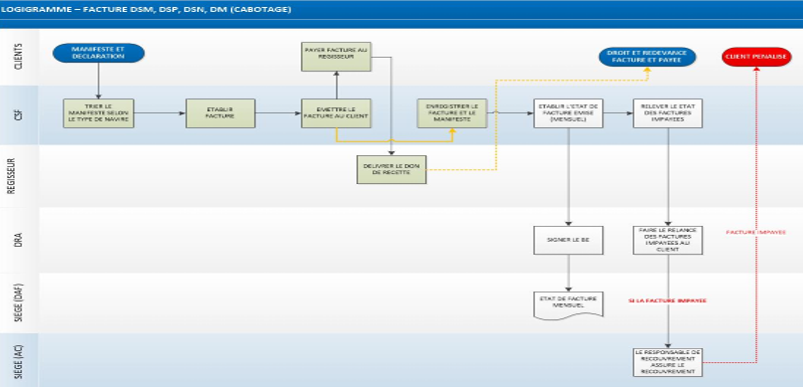 LOGIGRAMME – FACTURE DSM, DSP, DSN, DM (CABOTAGE)
CLIENTS
MANIFESTE ET
DECLARATION
PAYER FACTURE AU
REGISSEUR
DROIT ET REDEVANCE
FACTURE ET PAYEE
CLIENT PENALISE
CSF
TRIER LE
MANIFESTE SELON
LE TYPE DE NAVIRE
ETABLIR
FACTURE
EMETTRE LE
FACTURE AU CLIENT
ENREGISTRER LE
FACTURE ET LE
MANIFESTE
ETABLIR L'ETAT DE
FACTURE EMISE
(MENSUEL)
RELEVER LE ETAT
DES FACTURES
IMPAYEES
REGISSEUR
DELIVRER LE DON
DE RECETTE
DRA
SIGNER LE BE
FAIRE LE RELANCE
DES FACTURES
IMPAYEES AU
CLIENT
FACTURE IMPAYEE
SIEGE (DAF)
ETAT DE FACTURE
MENSUEL
SI LA FACTURE IMPAYEE
SIEGE (AC)
LE RESPONSABLE DE
RECOUVREMENT
ASSURE LE
RECOUVREMENT